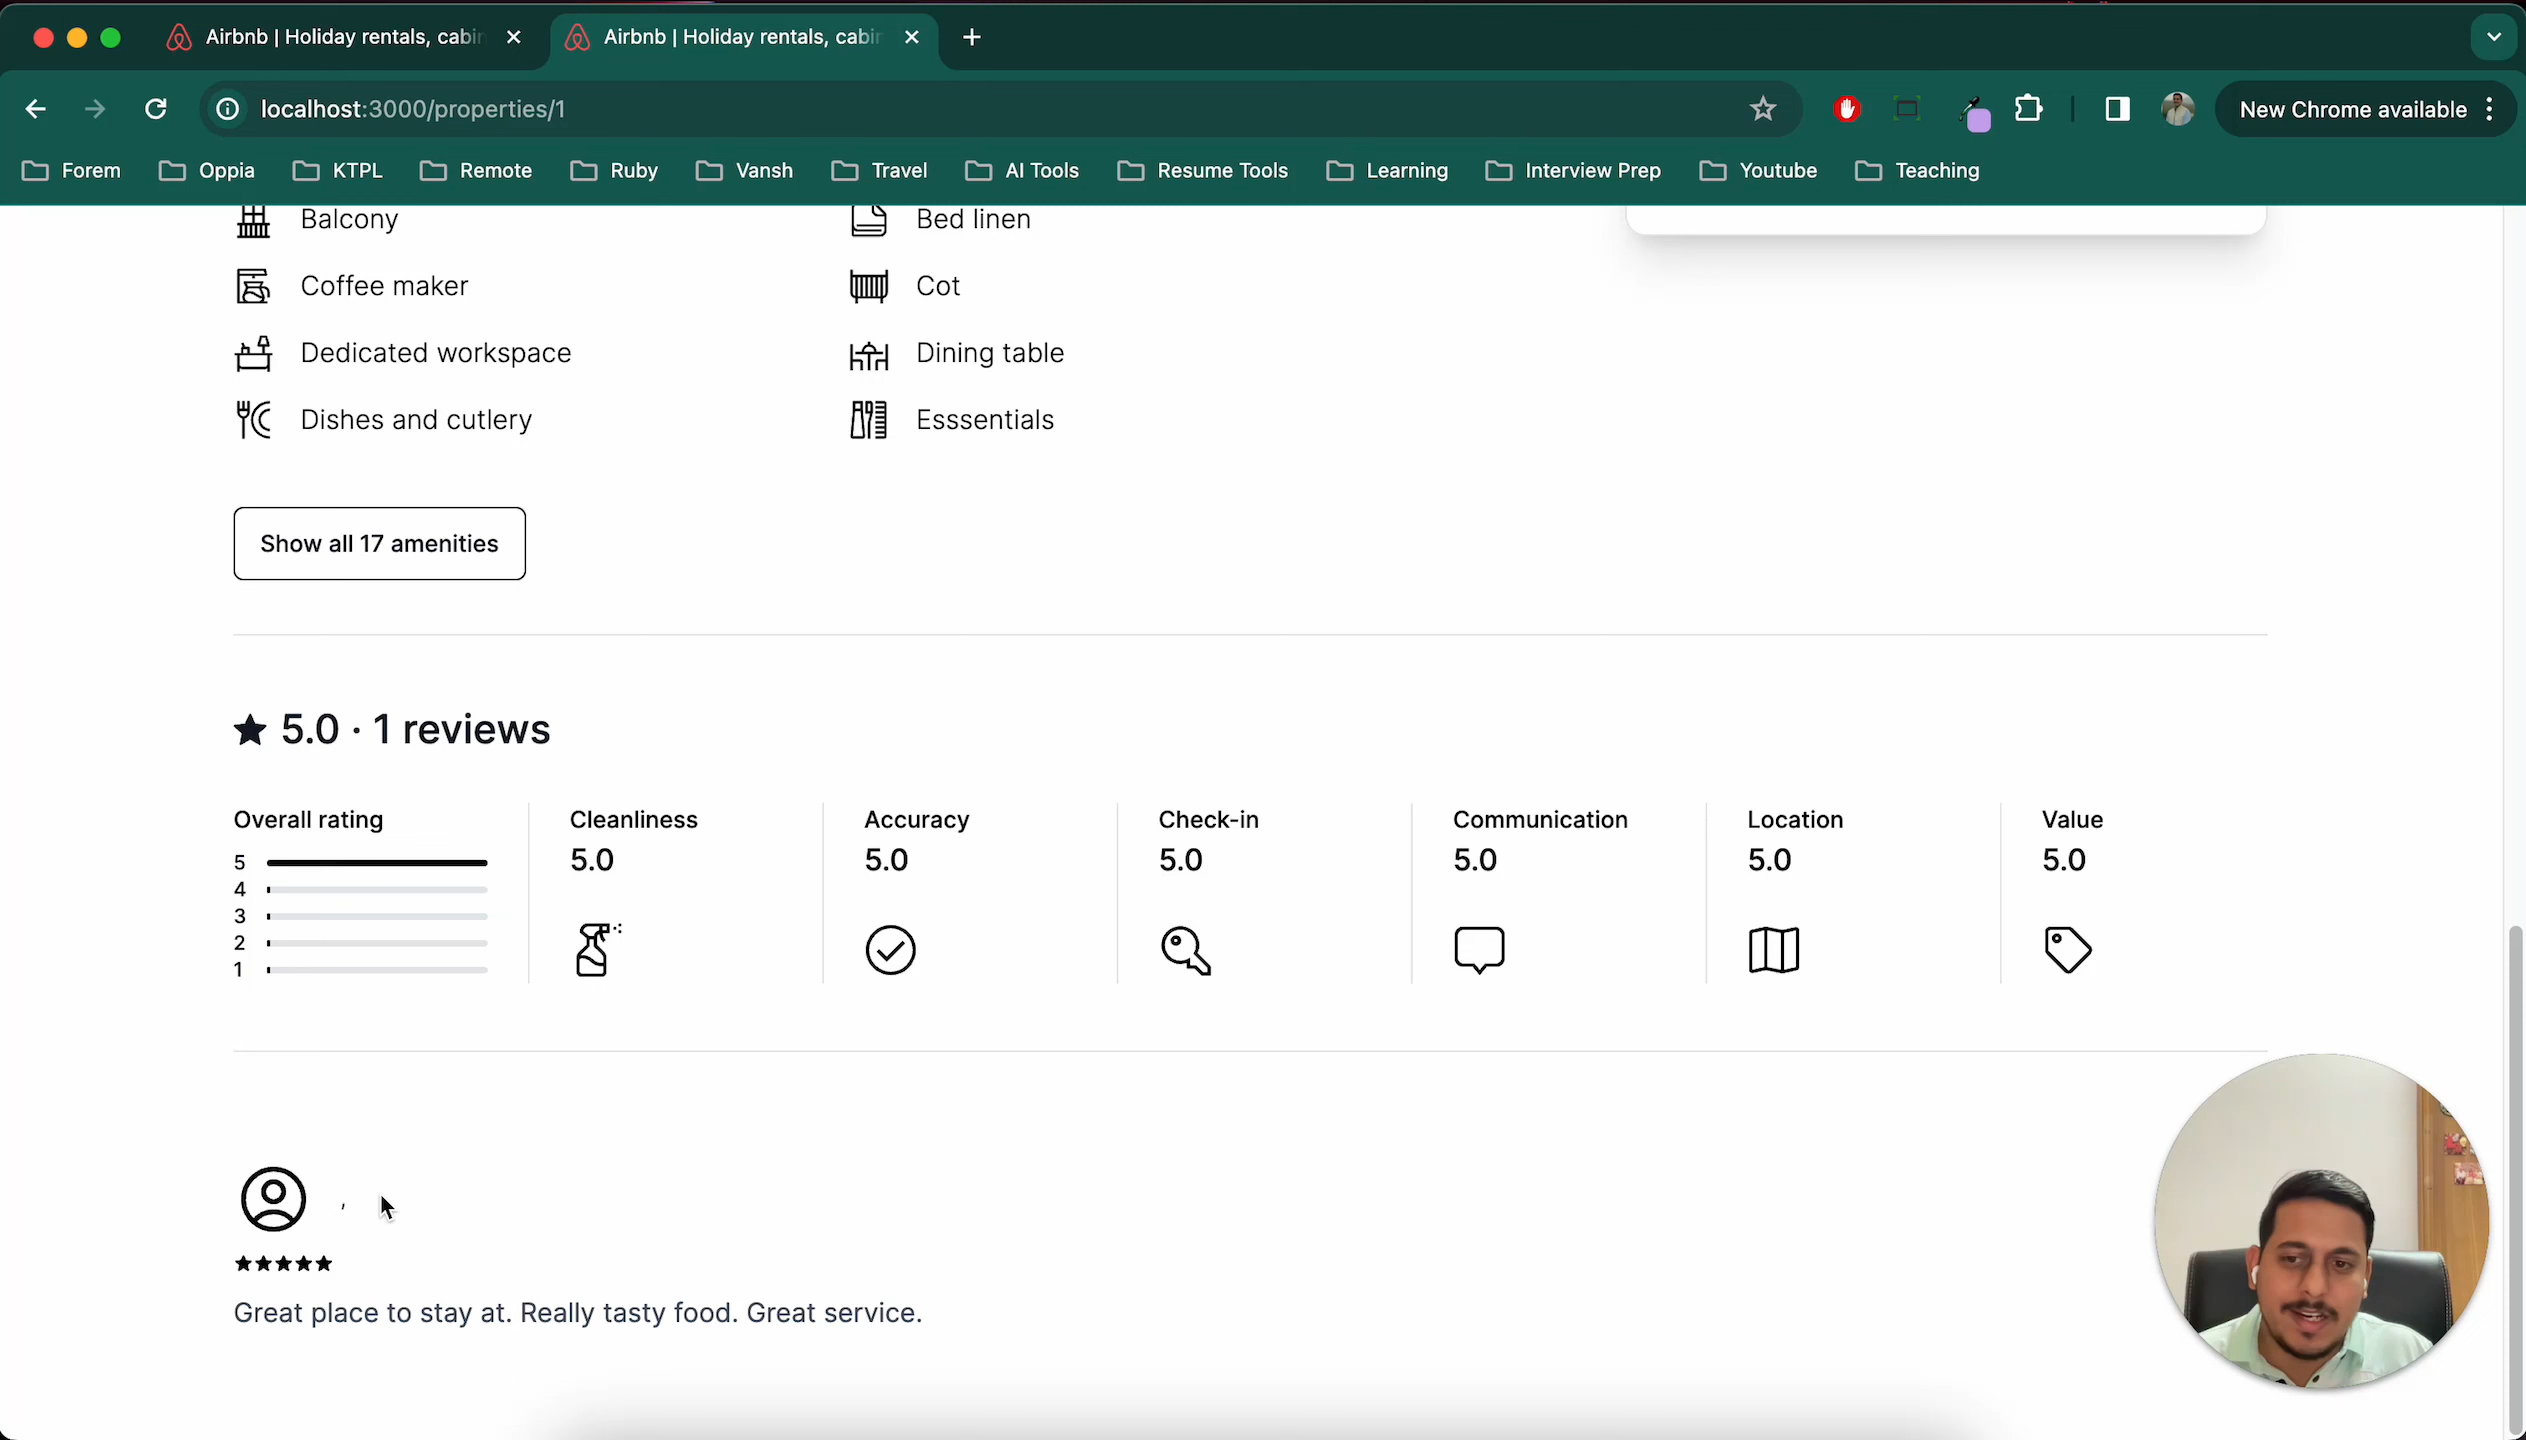 Airbnb | Holiday rentals, cabin
Airbnb | Holiday rentals, cabin
localhost:3000/properties/1
New Chrome available
Forem
Oppia
KTPL
Remote
Ruby
Vansh
Travel
AI Tools
Resume Tools
Learning
Interview Prep
Youtube
Teaching
Balcony
Bed linen
Coffee maker
Cot
Dedicated workspace
Dining table
Dishes and cutlery
Esssentials
Show all 17 amenities
5.0 · 1 reviews
Overall rating
5
4
3
2
1
Cleanliness
5.0
Accuracy
5.0
Check-in
5.0
Communication
5.0
Location
5.0
Value
5.0
,
Great place to stay at. Really tasty food. Great service.